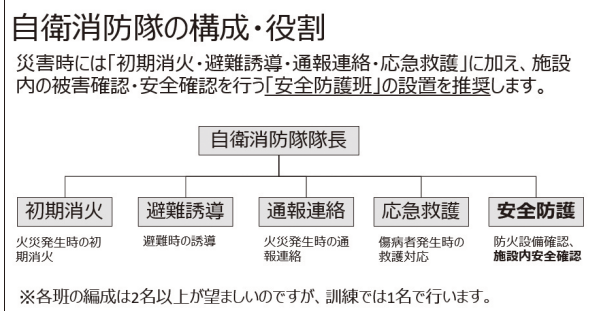 自衛消防隊の構成・役割
災害時には「初期消火・避難誘導・通報連絡・応急救護」に加え、施設
内の被害確認・安全確認を行う「安全防護班」の設置を推奨します。
自衛消防隊隊長
初期消火
火災発生時の初
期消火
避難誘導
避難時の誘導
通報連絡
火災発生時の通
報連絡
応急救護
傷病者発生時の
救護対応
安全防護
防火設備確認、
施設内安全確認
※各班の編成は2名以上が望ましいのですが、訓練では1名で行います。